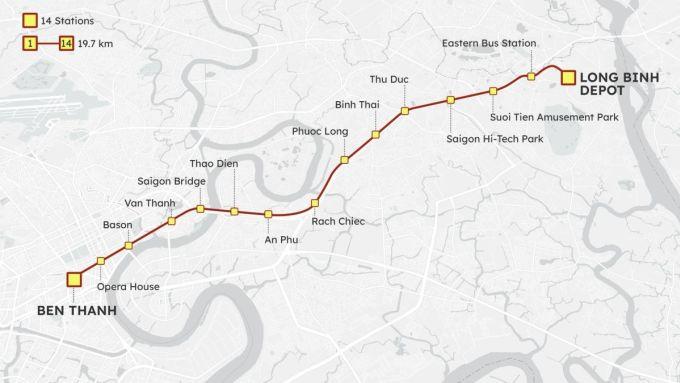 14 Stations
1 14 19.7 km
Eastern Bus Station
LONG BINH
DEPOT
Thu Duc
Binh Thai
Suoi Tien Amusement Park
Phuoc Long
Saigon Hi-Tech Park
Thao Dien
Saigon Bridge
Van Thanh
Rach Chiec
Bason
An Phu
Opera House
BEN THANH